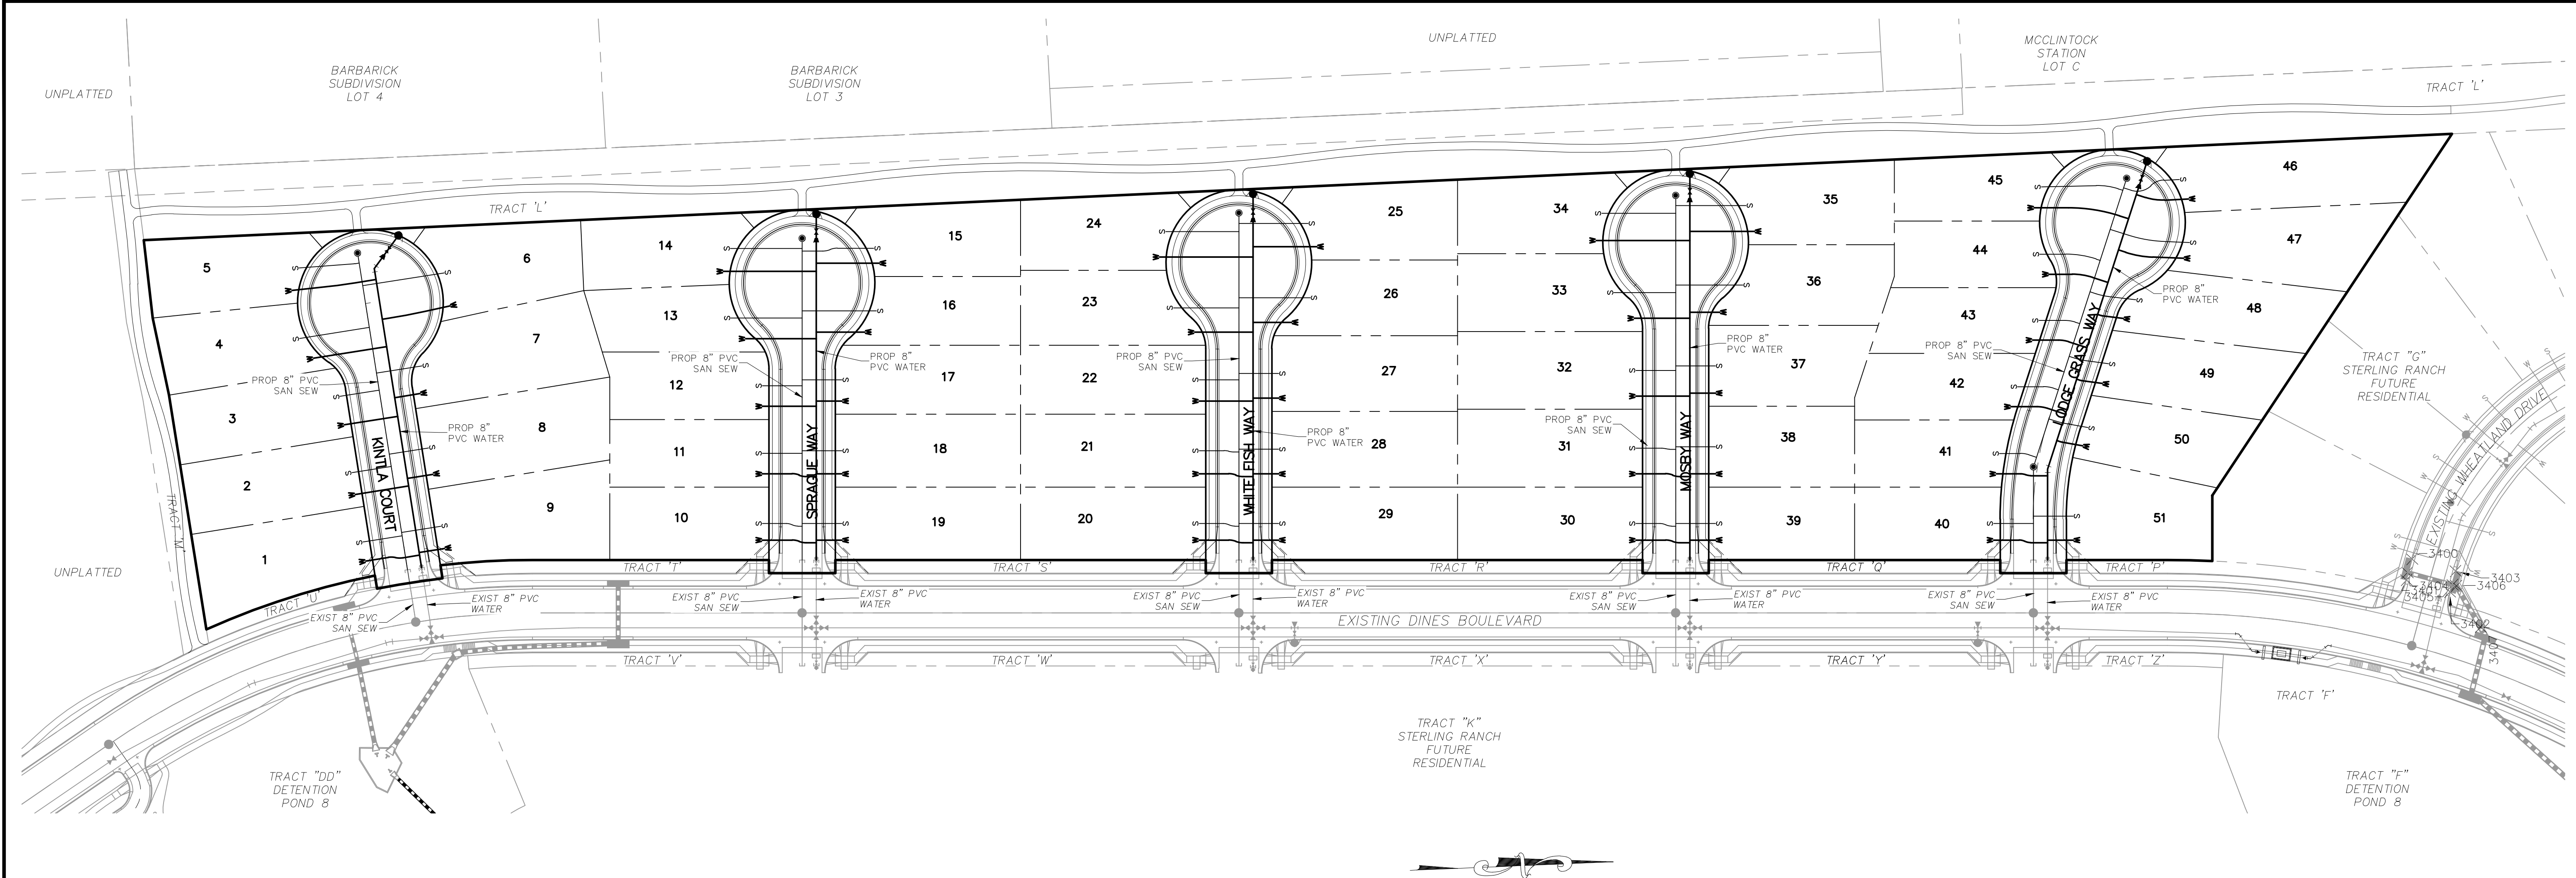 UNPLATTED
BARBARICK
SUBDIVISION
LOT 4
BARBARICK
SUBDIVISION
LOT 3
UNPLATTED
MCCLINTOCK
STATION
LOT C
TRACT 'L'
TRACT 'L'
TRACT 'M'
UNPLATTED
5
4
3
2
1
PROP 8" PVC
SAN SEW
KINTLA COURT
PROP 8"
PVC WATER
6
7
8
9
14
13
12
11
10
PROP 8" PVC
SAN SEW
SPRAGUE WAY
PROP 8"
PVC WATER
15
16
17
18
19
24
23
22
21
20
PROP 8" PVC
SAN SEW
WHITE FISH WAY
PROP 8"
PVC WATER
PROP 8"
PVC WATER
25
26
27
28
29
34
33
32
31
30
PROP 8" PVC
SAN SEW
MOSBY WAY
PROP 8"
PVC WATER
35
36
37
38
39
45
44
43
42
41
40
PROP 8" PVC
SAN SEW
LODGE GRASS WAY
PROP 8"
PVC WATER
46
47
48
49
50
51
TRACT "G"
STERLING RANCH
FUTURE
RESIDENTIAL
EXISTING WHEATLAND DRIVE
3400
3403
3404
3406
3405
3402
TRACT 'U'
TRACT 'T'
TRACT 'S'
TRACT 'R'
TRACT 'Q'
TRACT 'P'
EXIST 8" PVC
SAN SEW
EXIST 8" PVC
WATER
EXIST 8" PVC
SAN SEW
EXIST 8" PVC
WATER
EXIST 8" PVC
SAN SEW
EXIST 8" PVC
WATER
EXIST 8" PVC
SAN SEW
EXIST 8" PVC
WATER
EXIST 8" PVC
SAN SEW
EXIST 8" PVC
WATER
EXISTING DINES BOULEVARD
TRACT 'V'
TRACT 'W'
TRACT 'X'
TRACT 'Y'
TRACT 'Z'
TRACT 'F'
TRACT "DD"
DETENTION
POND 8
TRACT "K"
STERLING RANCH
FUTURE
RESIDENTIAL
TRACT "F"
DETENTION
POND 8
N